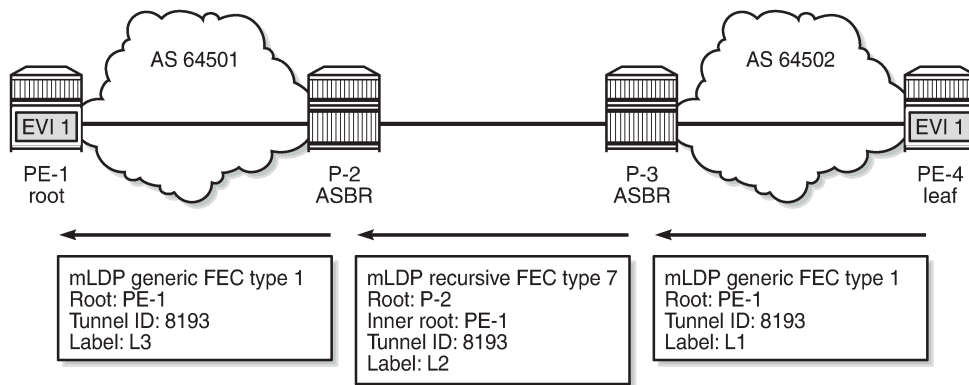 AS 64501
AS 64502
EVI 1
EVI 1
PE-1
root
P-2
ASBR
P-3
ASBR
PE-4
leaf
mLDP generic FEC type 1
Root: PE-1
Tunnel ID: 8193
Label: L3
mLDP recursive FEC type 7
Root: P-2
Inner root: PE-1
Tunnel ID: 8193
Label: L2
mLDP generic FEC type 1
Root: PE-1
Tunnel ID: 8193
Label: L1